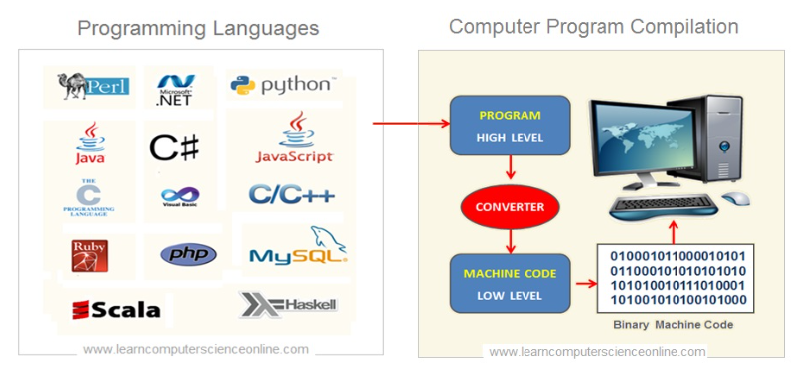 Programming Languages
Perl
Microsoft
.NET
python™
Java
C#
JavaScript
THE
C
PROGRAMMING
LANGUAGE
Visual Basic
C/C++
Ruby
php
MySQL®
Scala
Haskell
www.learncomputerscienceonline.com
Computer Program Compilation
PROGRAM
HIGH LEVEL
CONVERTER
MACHINE CODE
LOW LEVEL
010001011000010101
011000101010101010
101010010111010001
101001010100101000
Binary Machine Code
www.learncomputerscienceonline.com